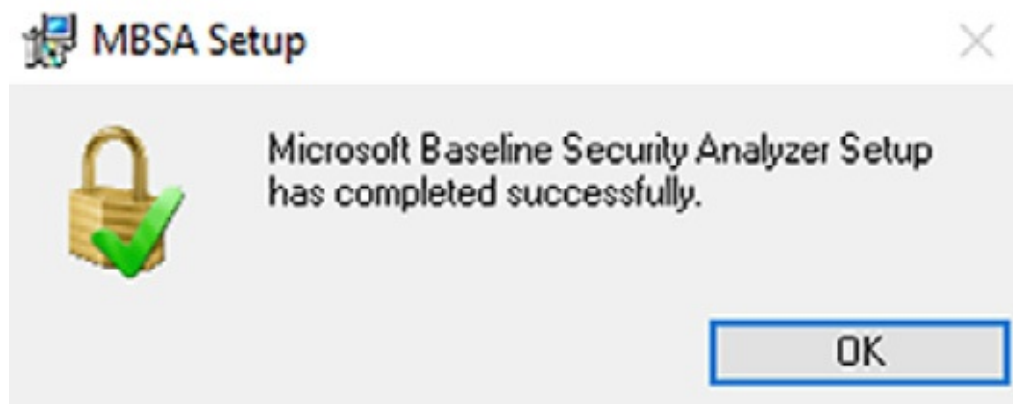 MBSA Setup
Microsoft Baseline Security Analyzer Setup
has completed successfully.
OK